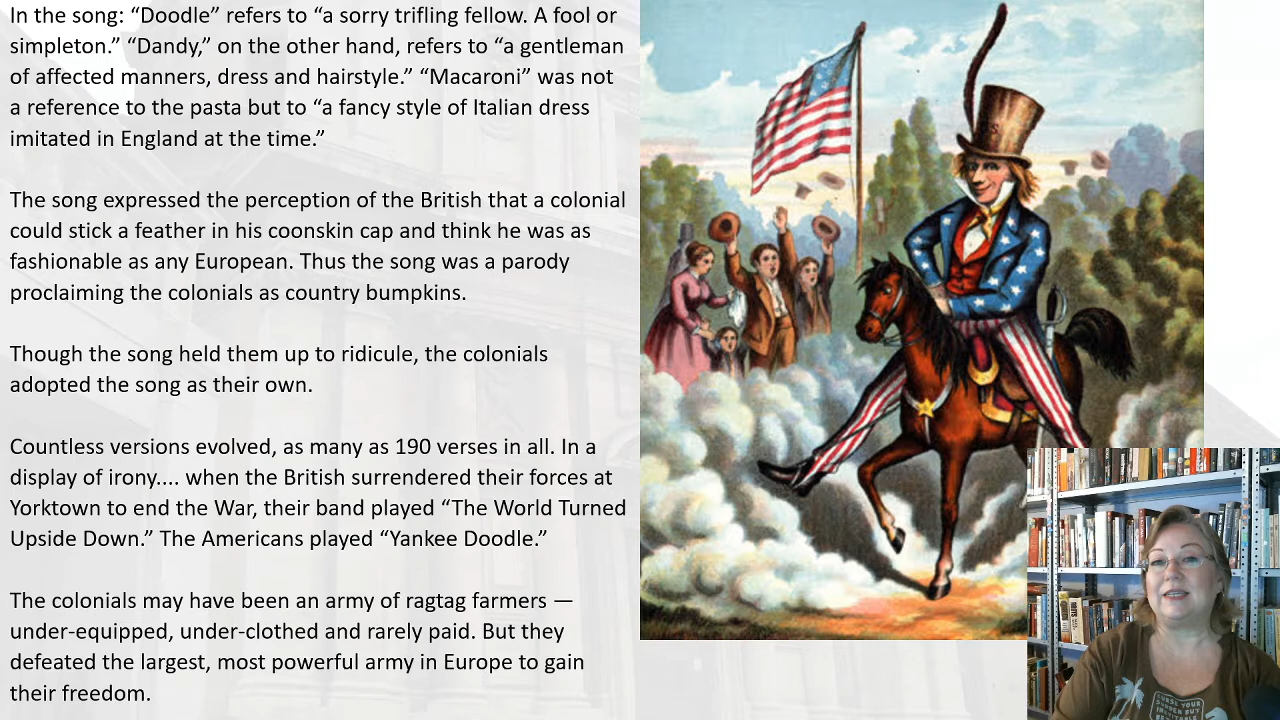 In the song: “Doodle” refers to “a sorry trifling fellow. A fool or
simpleton.” “Dandy,” on the other hand, refers to “a gentleman
of affected manners, dress and hairstyle.” “Macaroni” was not
a reference to the pasta but to “a fancy style of Italian dress
imitated in England at the time.”
The song expressed the perception of the British that a colonial
could stick a feather in his coonskin cap and think he was as
fashionable as any European. Thus the song was a parody
proclaiming the colonials as country bumpkins.
Though the song held them up to ridicule, the colonials
adopted the song as their own.
Countless versions evolved, as many as 190 verses in all. In a
display of irony.... when the British surrendered their forces at
Yorktown to end the War, their band played “The World Turned
Upside Down.” The Americans played “Yankee Doodle.”
The colonials may have been an army of ragtag farmers —
under-equipped, under-clothed and rarely paid. But they
defeated the largest, most powerful army in Europe to gain
their freedom.
CURSE YOUR
SUDDEN BUT
INEVITABLE